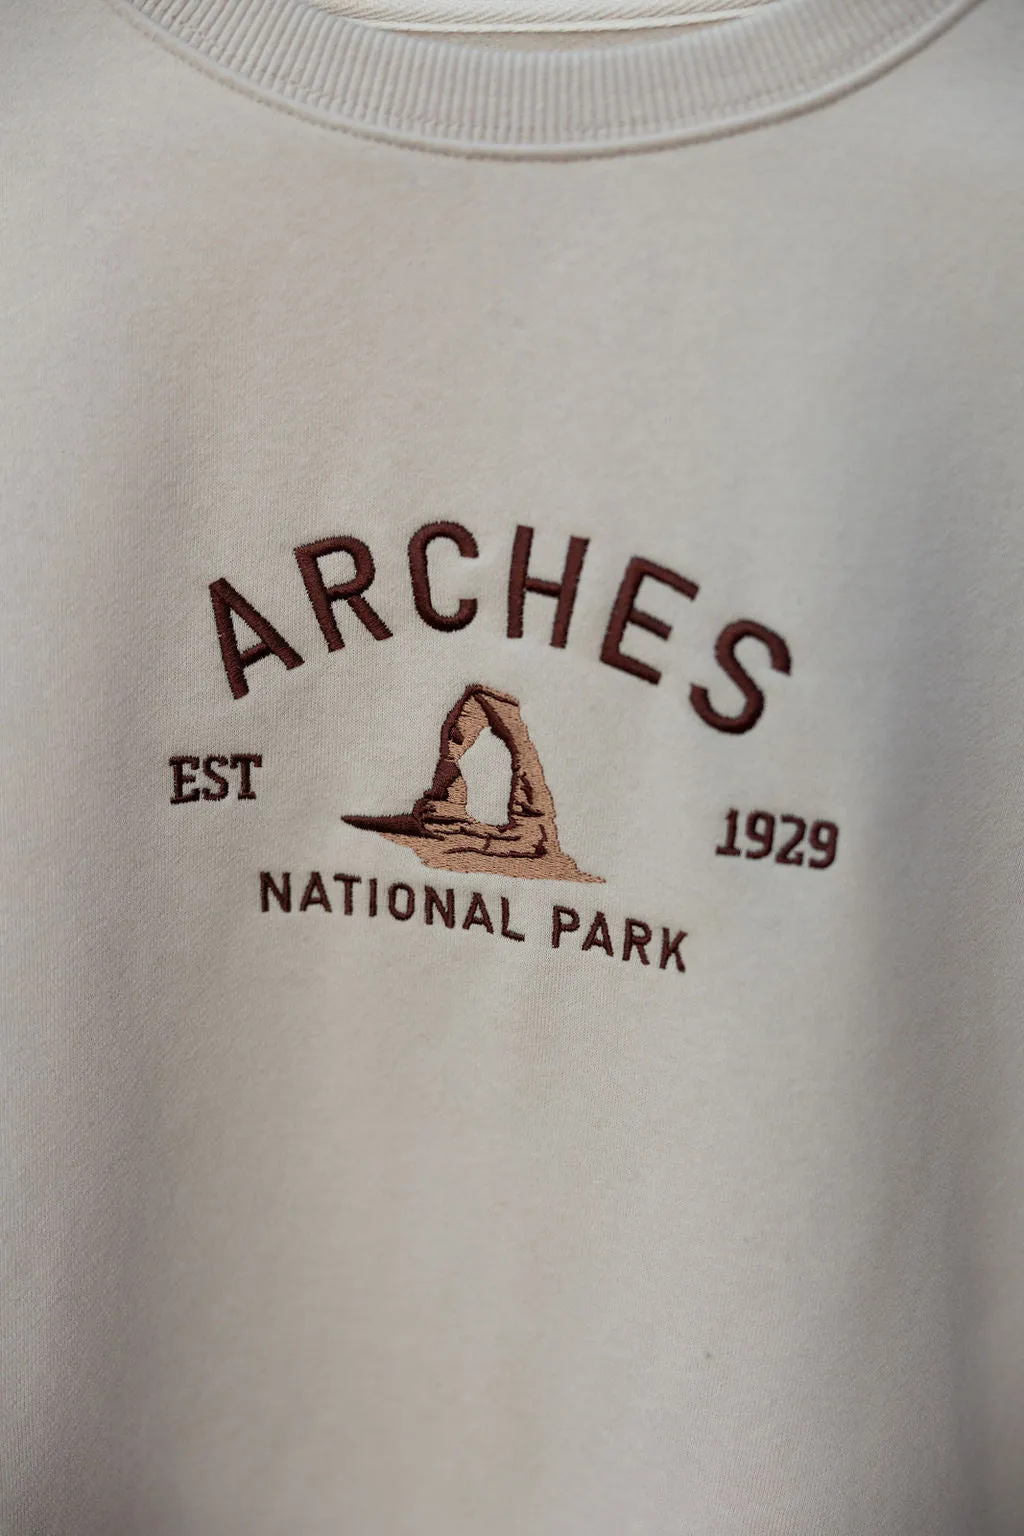 ARCHES
EST 1929
NATIONAL PARK